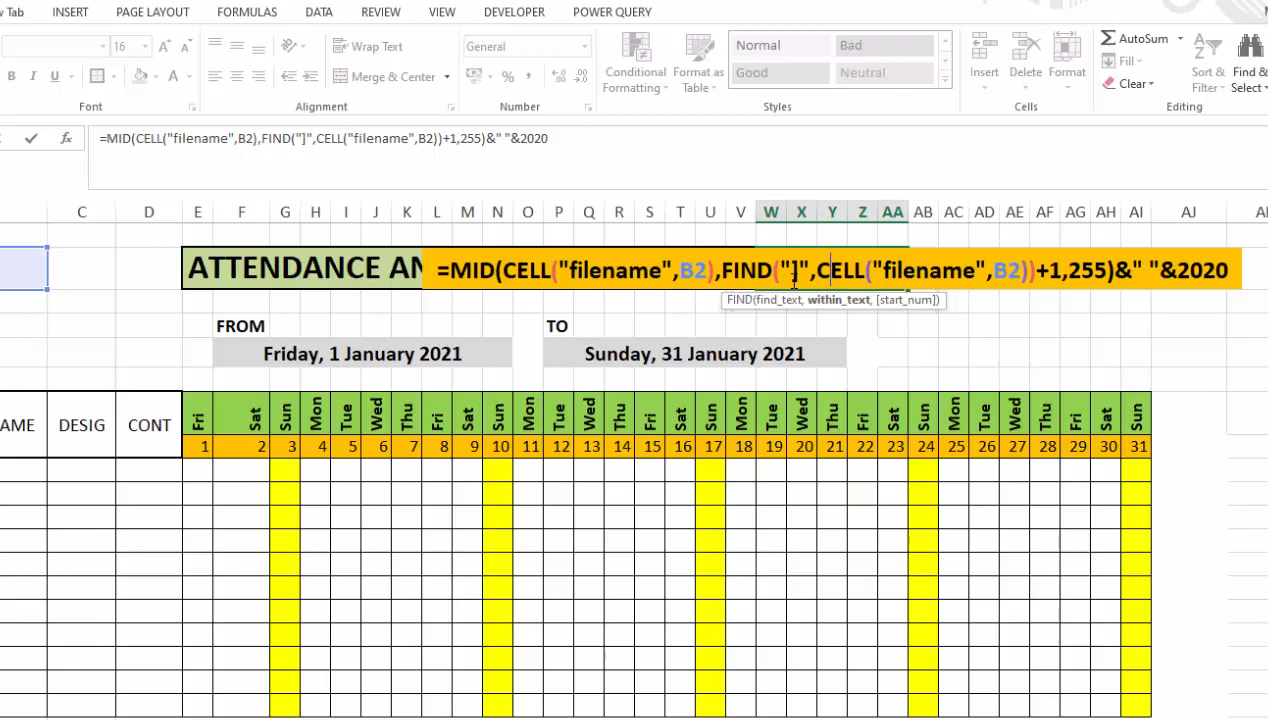 w Tab INSERT PAGE LAYOUT FORMULAS DATA REVIEW VIEW DEVELOPER POWER QUERY
16 A A Wrap Text General Normal Bad AutoSum
Conditional Format as Insert Delete Format Fill Sort & Find &
B I U A Merge & Center % Formatting Table Good Neutral Clear Filter Select
Font Alignment Number Styles Cells Editing
fx =MID(CELL("filename",B2),FIND("]",CELL("filename",B2))+1,255)&" "&2020
C D E F G H I J K L M N O P Q R S T U V W X Y Z AA AB AC AD AE AF AG AH AI AJ
ATTENDANCE AN =MID(CELL("filename",B2),FIND("]",CELL("filename",B2))+1,255)&" "&2020
FIND(find_text, within_text, [start_num])
FROM TO
Friday, 1 January 2021 Sunday, 31 January 2021
AME DESIG CONT Fri Sat Sun Mon Tue Wed Thu Fri Sat Sun Mon Tue Wed Thu Fri Sat Sun Mon Tue Wed Thu Fri Sat Sun Mon Tue Wed Thu Fri Sat Sun
1 2 3 4 5 6 7 8 9 10 11 12 13 14 15 16 17 18 19 20 21 22 23 24 25 26 27 28 29 30 31